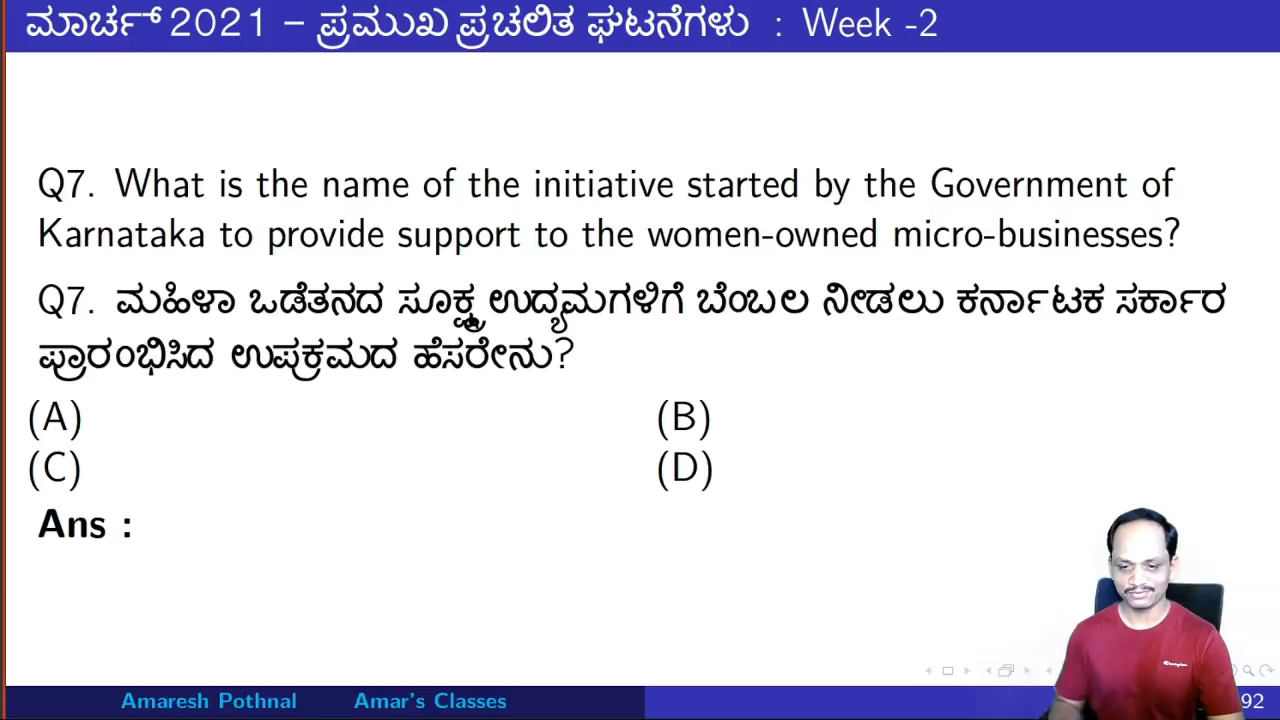 ಮಾರ್ಚ್ 2021 – ಪ್ರಮುಖ ಪ್ರಚಲಿತ ಘಟನೆಗಳು : Week -2
Q7. What is the name of the initiative started by the Government of
Karnataka to provide support to the women-owned micro-businesses?
Q7. ಮಹಿಳಾ ಒಡೆತನದ ಸೂಕ್ಷ್ಮ ಉದ್ಯಮಗಳಿಗೆ ಬೆಂಬಲ ನೀಡಲು ಕರ್ನಾಟಕ ಸರ್ಕಾರ
ಪ್ರಾರಂಭಿಸಿದ ಉಪಕ್ರಮದ ಹೆಸರೇನು?
(A) (B)
(C) (D)
Ans :
Champion
Amaresh Pothnal Amar's Classes 92